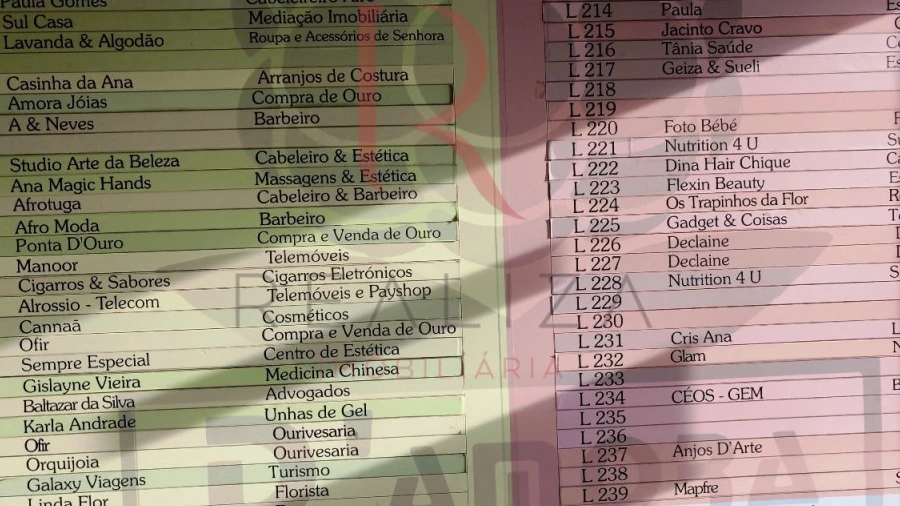 Paula Gomes
Sul Casa Mediação Imobiliária
Lavanda & Algodão Roupa e Acessórios de Senhora
Casinha da Ana Arranjos de Costura
Amora Jóias Compra de Ouro
A & Neves Barbeiro
Studio Arte da Beleza Cabeleiro & Estética
Ana Magic Hands Massagens & Estética
Afrotuga Cabeleiro & Barbeiro
Afro Moda Barbeiro
Ponta D'Ouro Compra e Venda de Ouro
Manoor Telemóveis
Cigarros & Sabores Cigarros Eletrónicos
Alrossio - Telecom Telemóveis e Payshop
Cannaã Cosméticos
Ofir Compra e Venda de Ouro
Sempre Especial Centro de Estética
Gislayne Vieira Medicina Chinesa
Baltazar da Silva Advogados
Karla Andrade Unhas de Gel
Ofir Ourivesaria
Orquijoia Ourivesaria
Galaxy Viagens Turismo
Linda Flor Florista
L 214 Paula
L 215 Jacinto Cravo
L 216 Tânia Saúde
L 217 Geiza & Sueli
L 218
L 219
L 220 Foto Bébé
L 221 Nutrition 4 U
L 222 Dina Hair Chique
L 223 Flexin Beauty
L 224 Os Trapinhos da Flor
L 225 Gadget & Coisas
L 226 Declaine
L 227 Declaine
L 228 Nutrition 4 U
L 229
L 230
L 231 Cris Ana
L 232 Glam
L 233
L 234 CÉOS - GEM
L 235
L 236
L 237 Anjos D'Arte
L 238
L 239 Mapfre
R
REALIZA
IMOBILIÁRIA